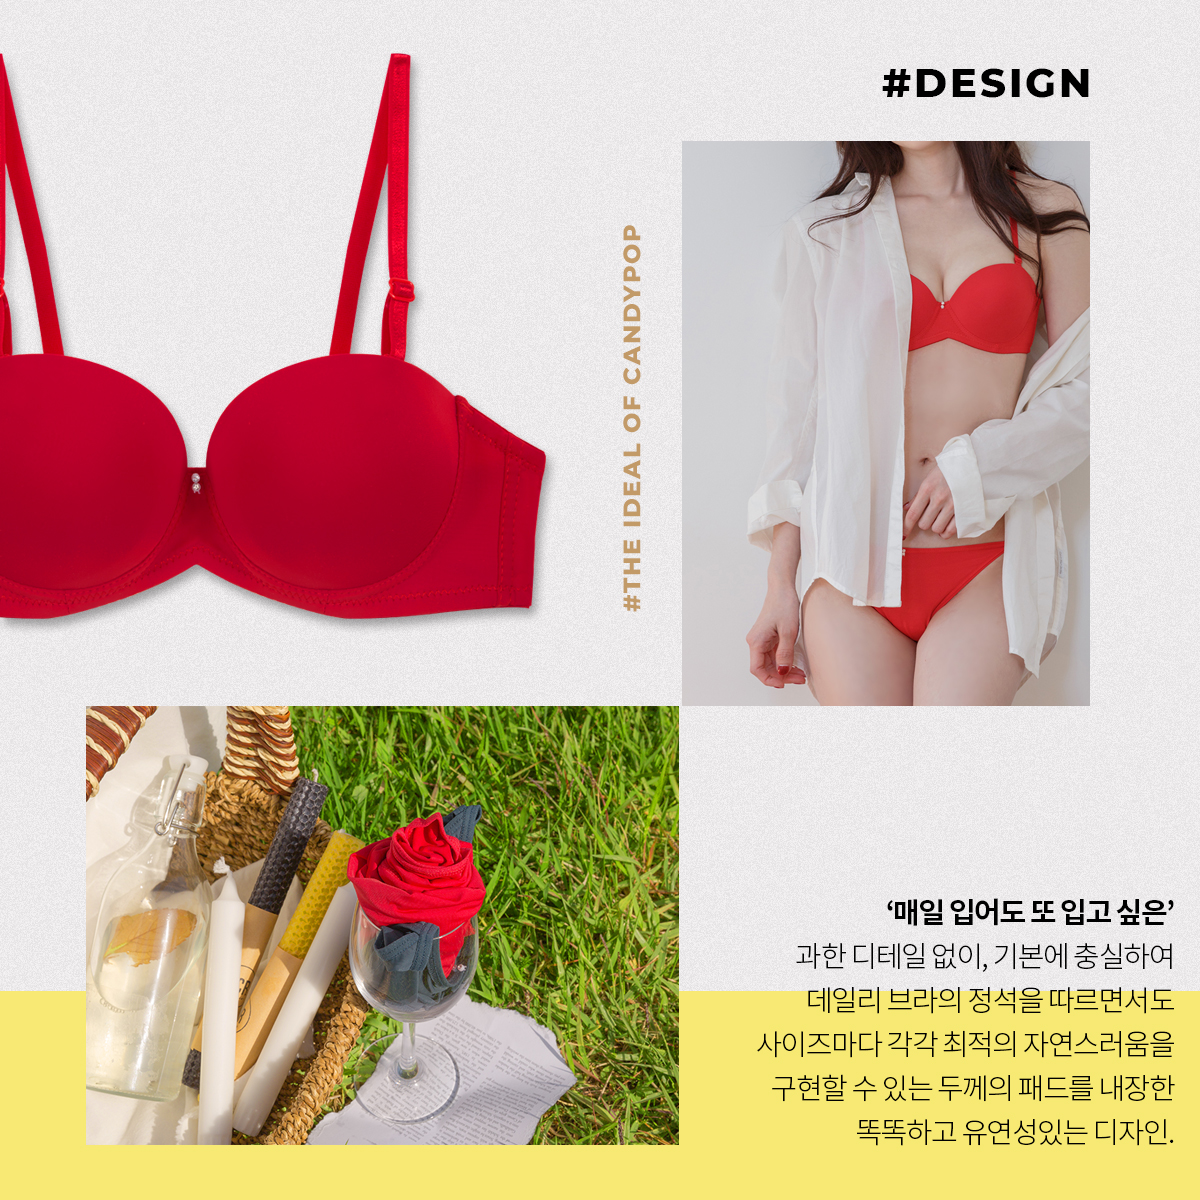 #DESIGN
#THE IDEAL OF CANDYPOP
‘매일 입어도 또 입고 싶은’
과한 디테일 없이, 기본에 충실하여
데일리 브라의 정석을 따르면서도
사이즈마다 각각 최적의 자연스러움을
구현할 수 있는 두께의 패드를 내장한
똑똑하고 유연성있는 디자인.